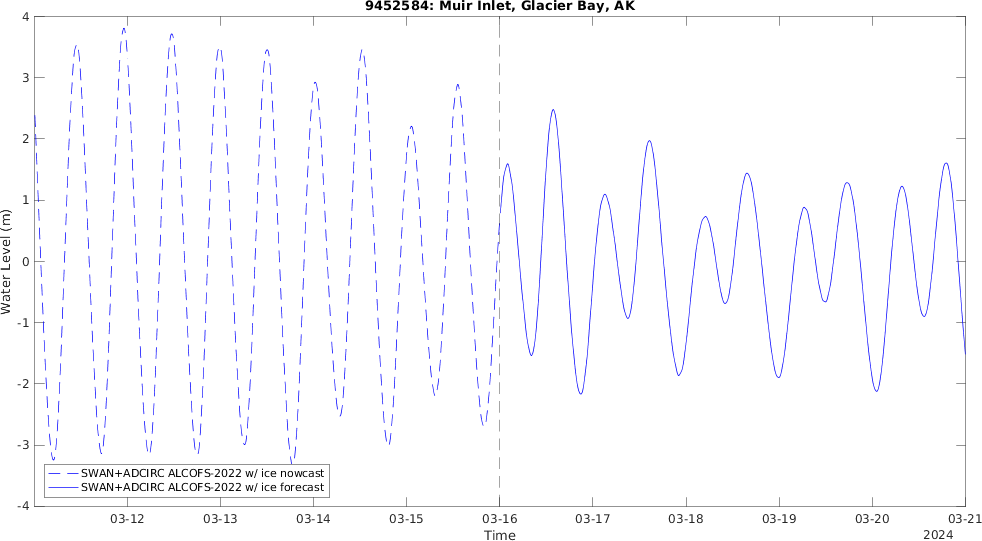 9452584: Muir Inlet, Glacier Bay, AK
4
3
2
1
0
-1
-2
-3
-4
Water Level (m)
SWAN+ADCIRC ALCOFS-2022 w/ ice nowcast
SWAN+ADCIRC ALCOFS-2022 w/ ice forecast
03-12 03-13 03-14 03-15 03-16 03-17 03-18 03-19 03-20 03-21
Time
2024